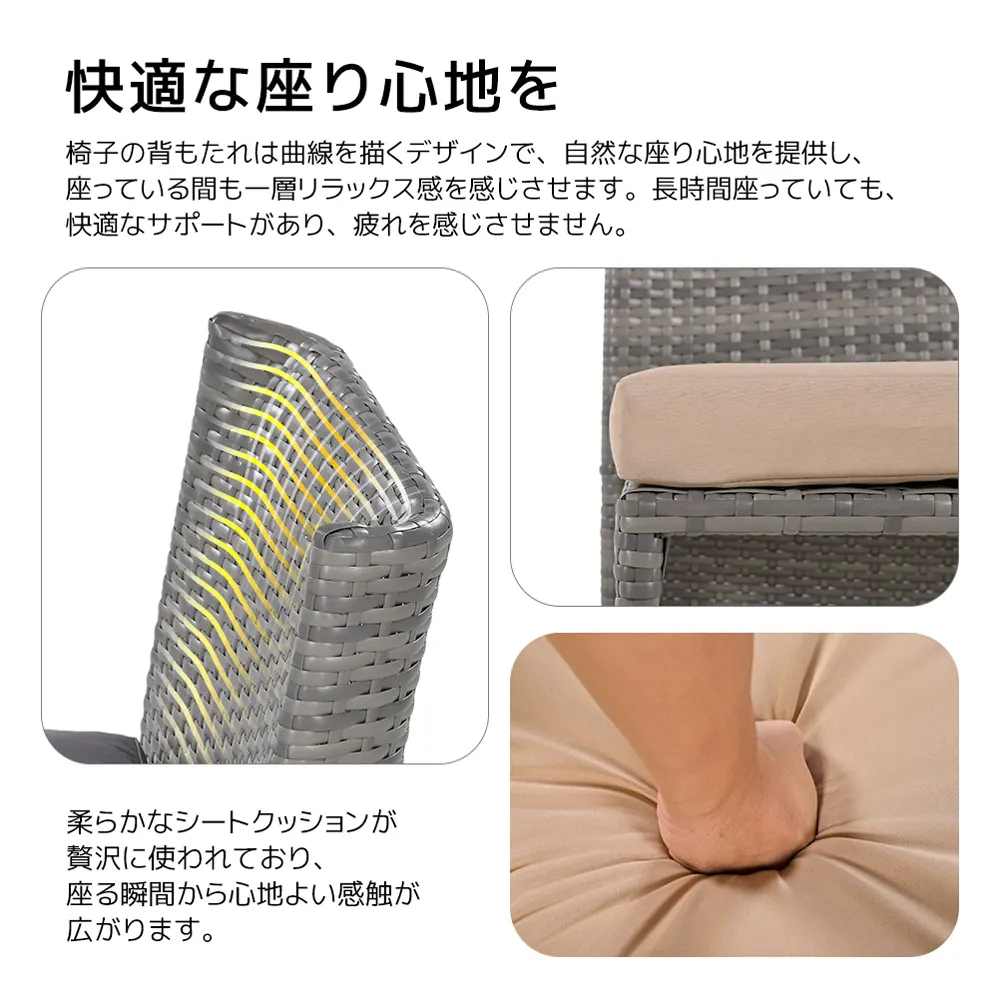 快適な座り心地を
椅子の背もたれは曲線を描くデザインで、自然な座り心地を提供し、
座っている間も一層リラックス感を感じさせます。長時間座っていても、
快適なサポートがあり、疲れを感じさせません。
柔らかなシートクッションが
贅沢に使われており、
座る瞬間から心地よい感触が
広がります。